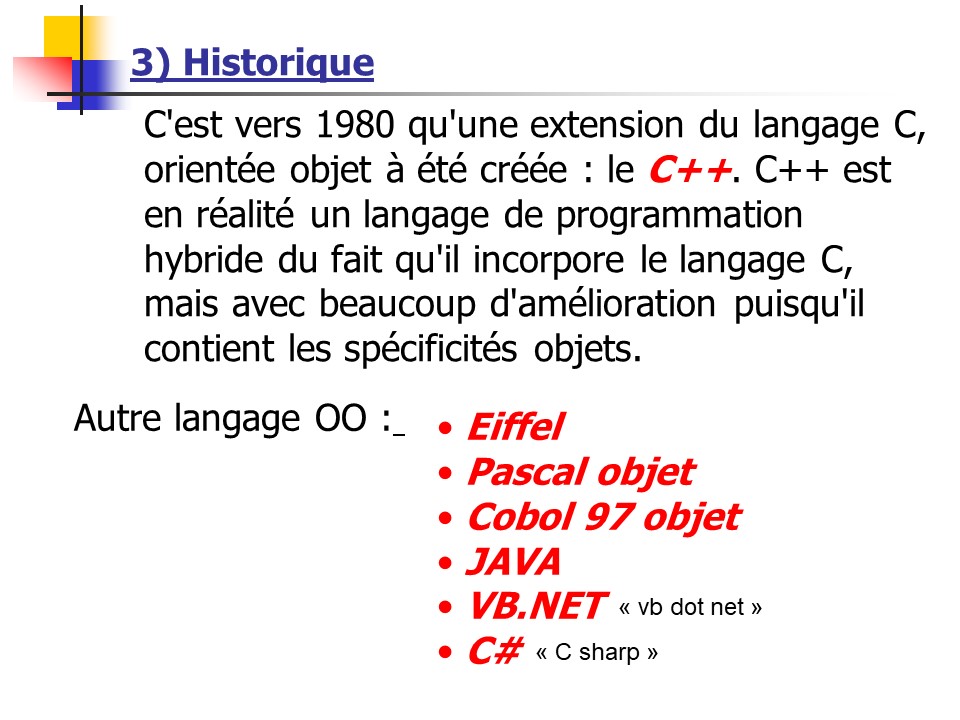 3) Historique
C'est vers 1980 qu'une extension du langage C,
orientée objet à été créée : le C++. C++ est
en réalité un langage de programmation
hybride du fait qu'il incorpore le langage C,
mais avec beaucoup d'amélioration puisqu'il
contient les spécificités objets.
Autre langage OO :
• Eiffel
• Pascal objet
• Cobol 97 objet
• JAVA
• VB.NET « vb dot net »
• C# « C sharp »